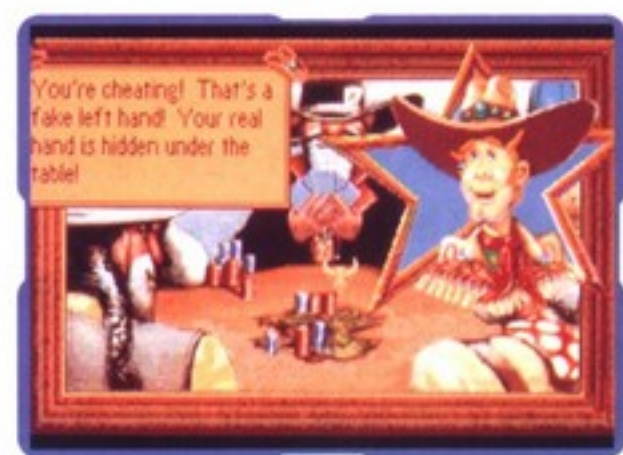 You're cheating! That's a
fake left hand! Your real
hand is hidden under the
table!